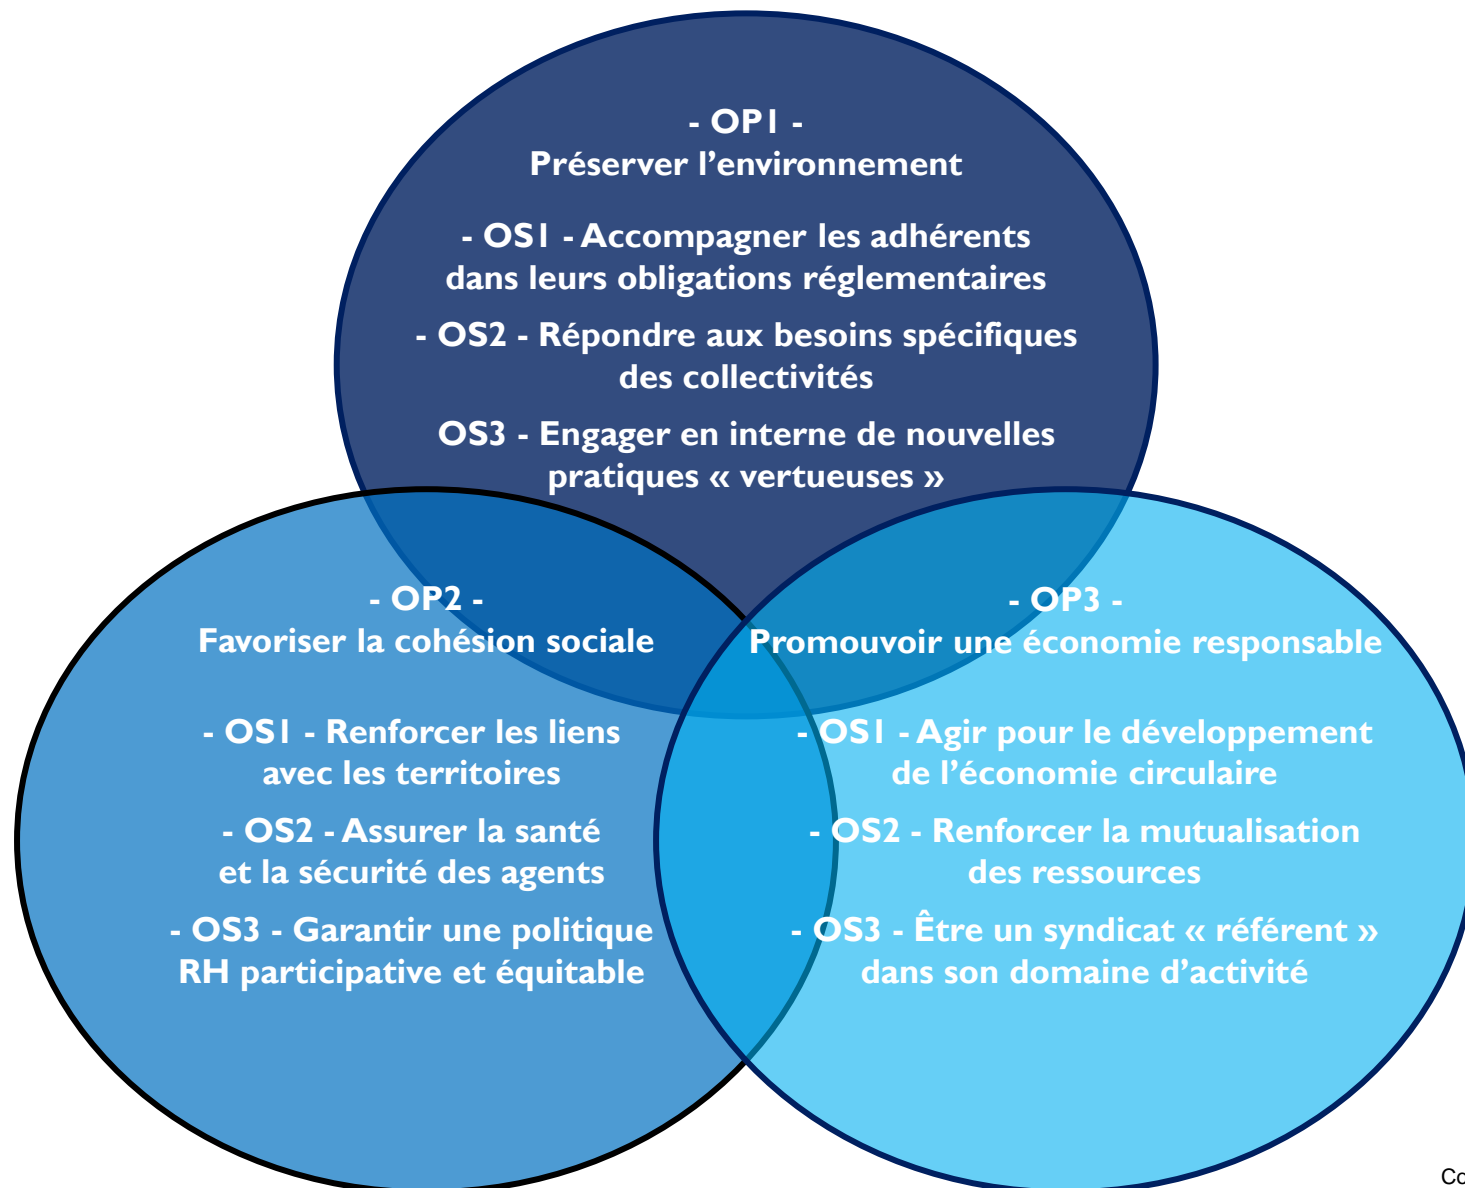 - OP1 -
Préserver l’environnement
- OS1 - Accompagner les adhérents
dans leurs obligations réglementaires
- OS2 - Répondre aux besoins spécifiques
des collectivités
OS3 - Engager en interne de nouvelles
pratiques « vertueuses »
- OP2 -
Favoriser la cohésion sociale
- OS1 - Renforcer les liens
avec les territoires
- OS2 - Assurer la santé
et la sécurité des agents
- OS3 - Garantir une politique
RH participative et équitable
- OP3 -
Promouvoir une économie responsable
- OS1 - Agir pour le développement
de l’économie circulaire
- OS2 - Renforcer la mutualisation
des ressources
- OS3 - Être un syndicat « référent »
dans son domaine d’activité